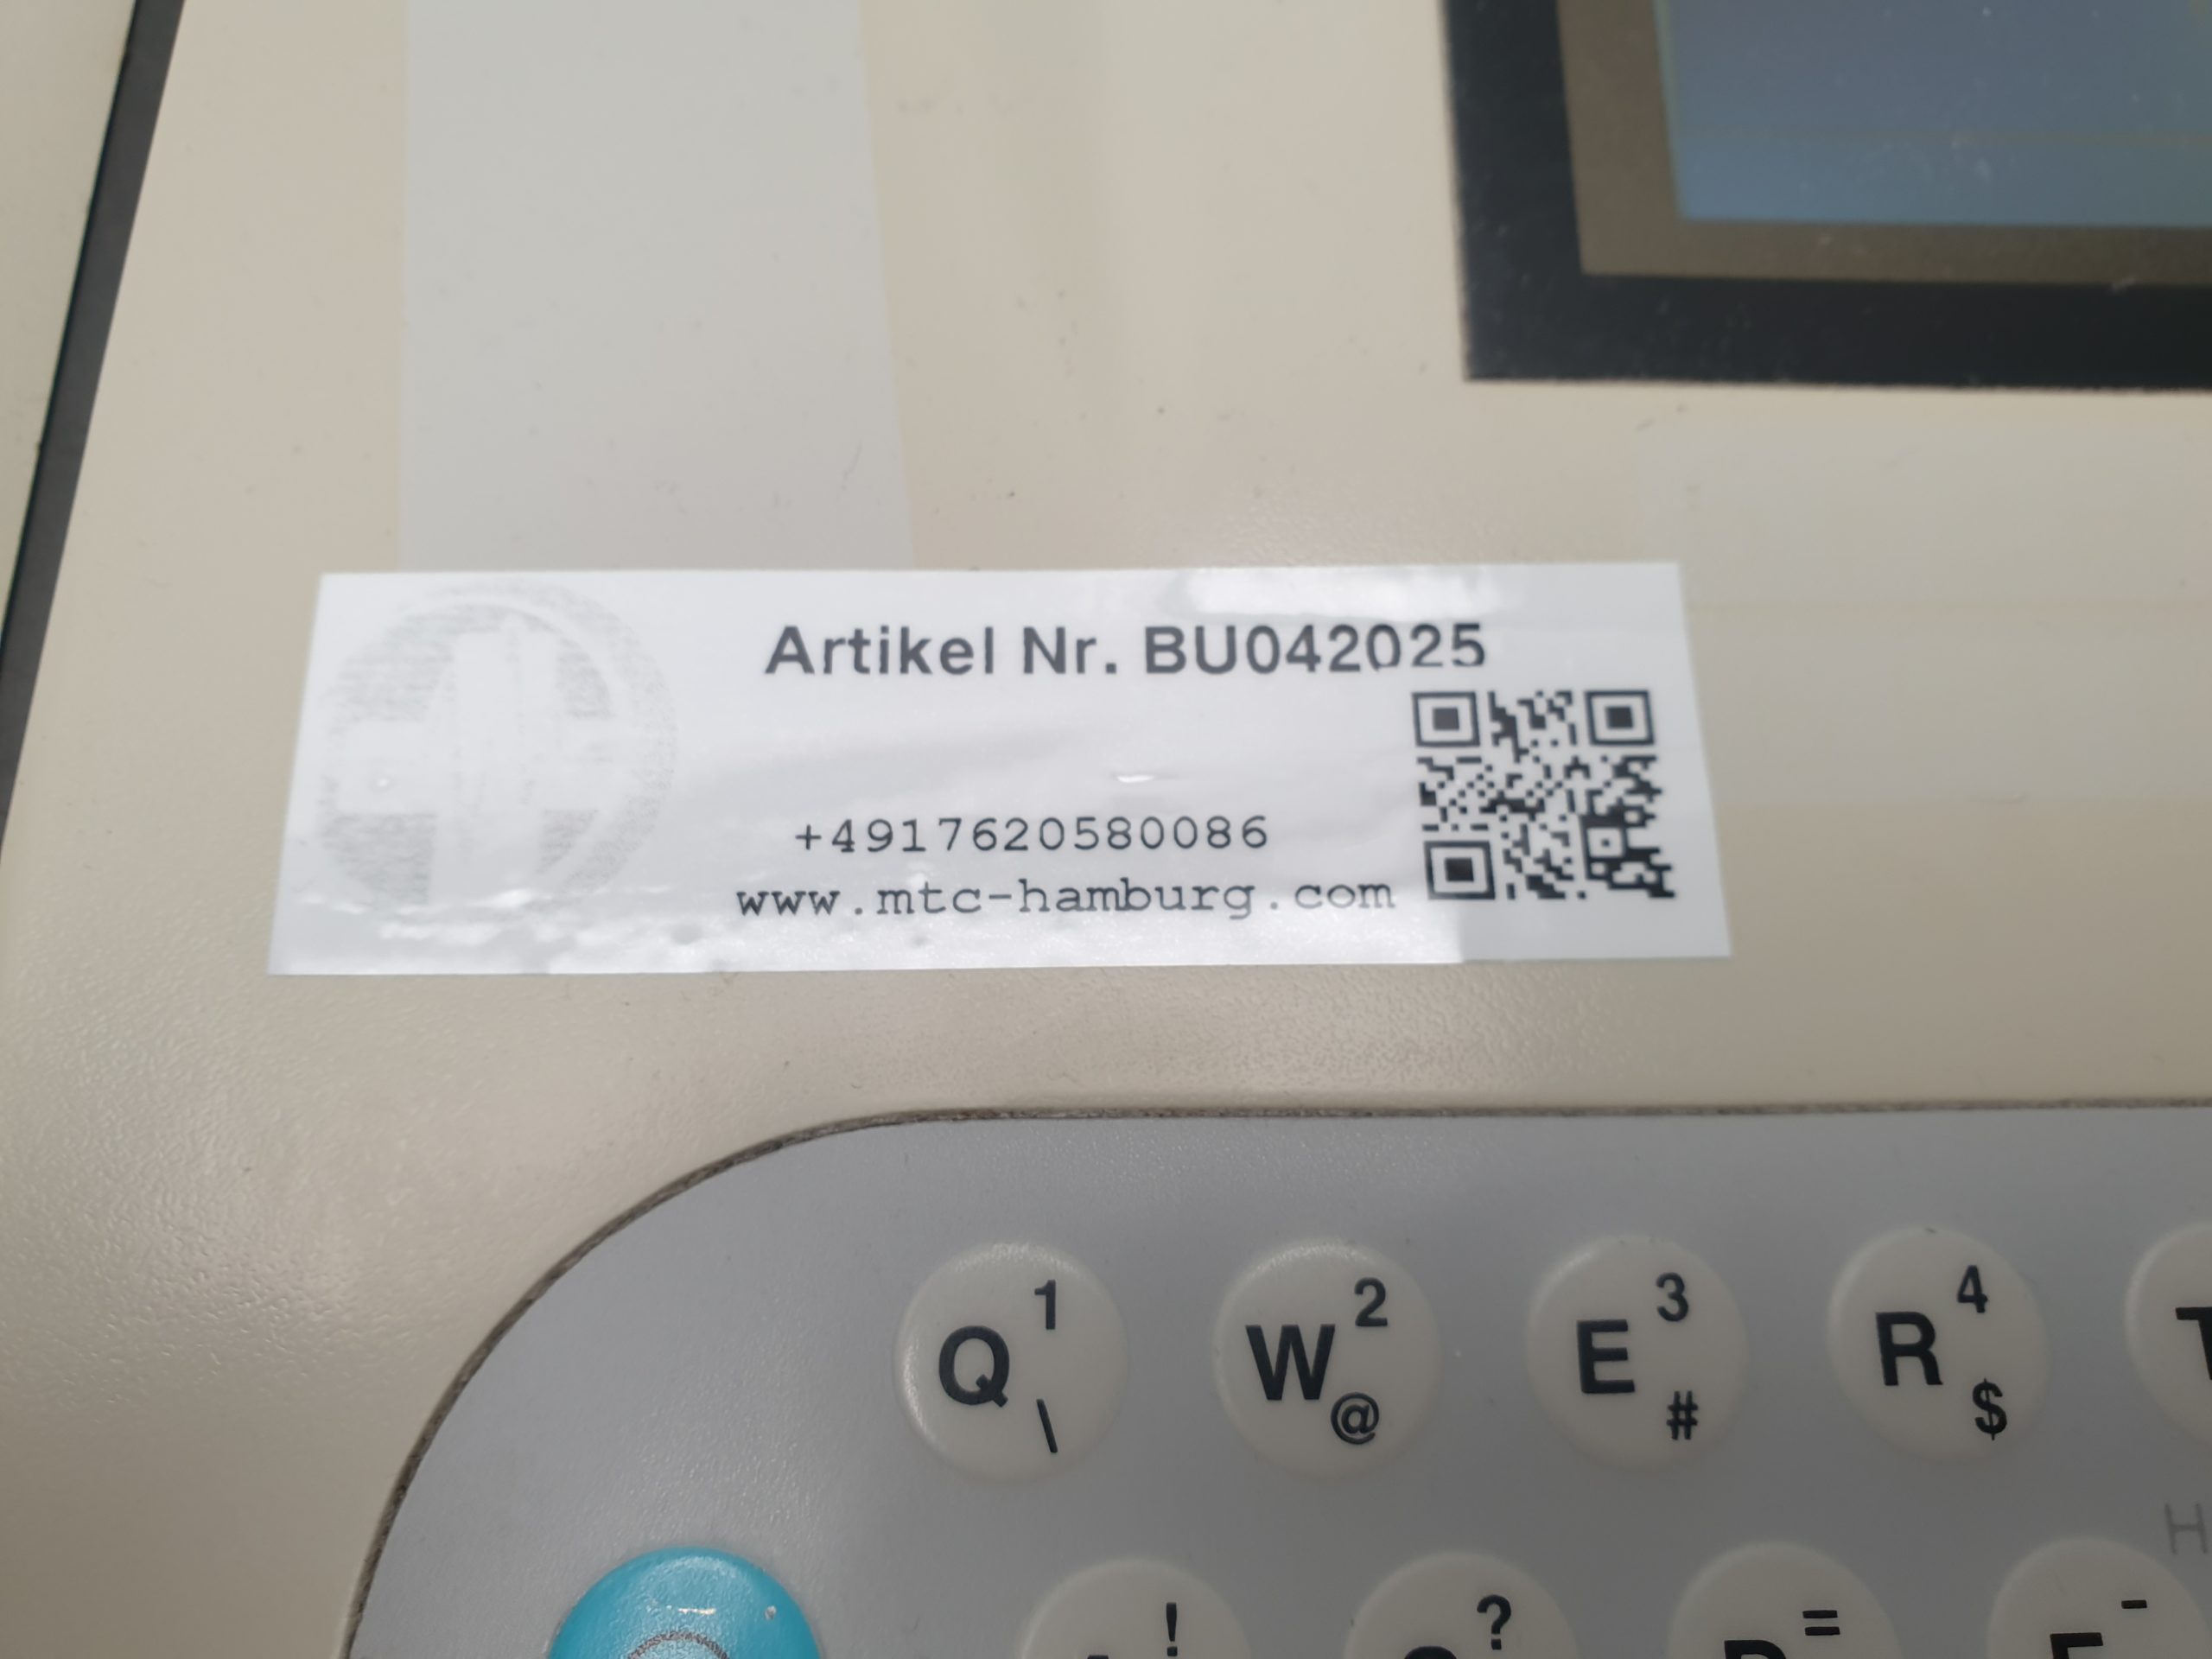 Artikel Nr. BU042025
+4917620580086
www.mtc-hamburg.com
Q 1 \
W 2 @
E 3 #
R 4 $
T
H
! ? = -